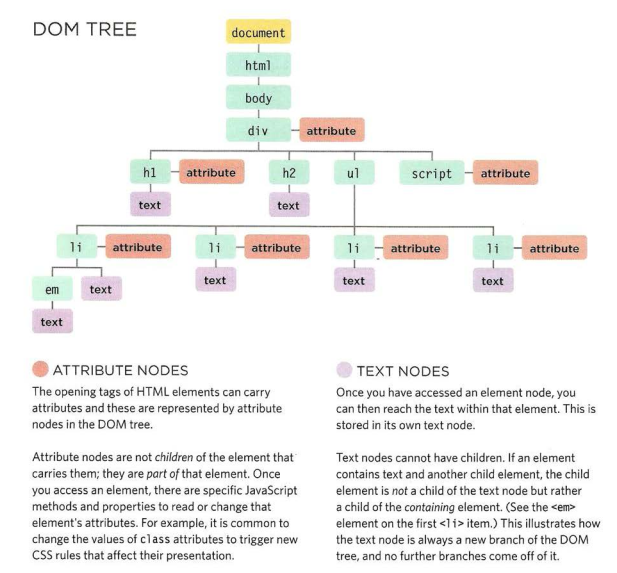 DOM TREE
document
html
body
div attribute
h1 attribute h2 ul script attribute
text text
li attribute li attribute li attribute li attribute
em text text text text
text
ATTRIBUTE NODES
The opening tags of HTML elements can carry
attributes and these are represented by attribute
nodes in the DOM tree.
Attribute nodes are not children of the element that
carries them; they are part of that element. Once
you access an element, there are specific JavaScript
methods and properties to read or change that
element's attributes. For example, it is common to
change the values of class attributes to trigger new
CSS rules that affect their presentation.
TEXT NODES
Once you have accessed an element node, you
can then reach the text within that element. This is
stored in its own text node.
Text nodes cannot have children. If an element
contains text and another child element, the child
element is not a child of the text node but rather
a child of the containing element. (See the <em>
element on the first <li> item.) This illustrates how
the text node is always a new branch of the DOM
tree, and no further branches come off of it.